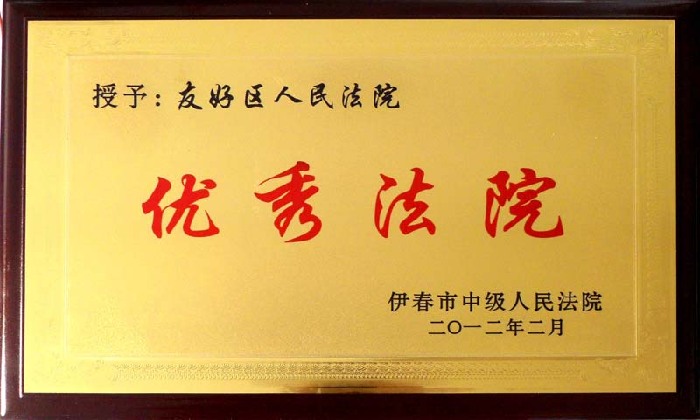 授予：友好区人民法院
优秀法院
伊春市中级人民法院
二〇一二年二月